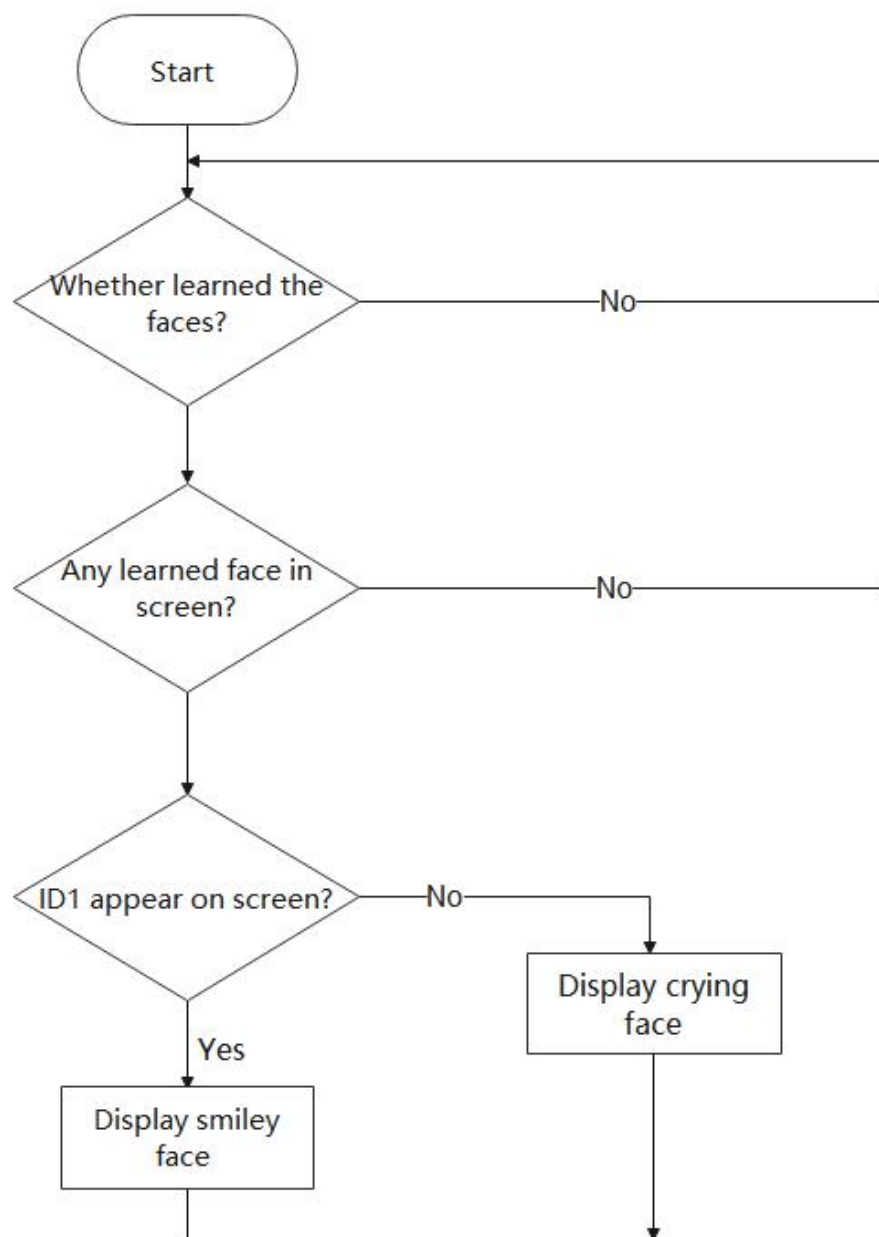 Start
Whether learned the
faces?
No
Any learned face in
screen?
No
ID1 appear on screen?
No
Display crying
face
Yes
Display smiley
face